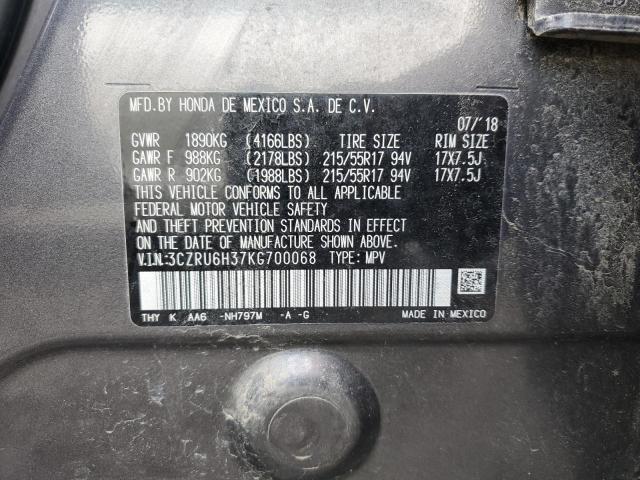 MFD.BY HONDA DE MEXICO S.A. DE C.V.
07/'18
GVWR 1890KG (4166LBS) TIRE SIZE RIM SIZE
GAWR F 988KG (2178LBS) 215/55R17 94V 17X7.5J
GAWR R 902KG (1988LBS) 215/55R17 94V 17X7.5J
THIS VEHICLE CONFORMS TO ALL APPLICABLE
FEDERAL MOTOR VEHICLE SAFETY
AND THEFT PREVENTION STANDARDS IN EFFECT
ON THE DATE OF MANUFACTURE SHOWN ABOVE.
V.I.N:3CZRU6H37KG700068 TYPE: MPV
THY K AA6 -NH797M -A -G MADE IN MEXICO